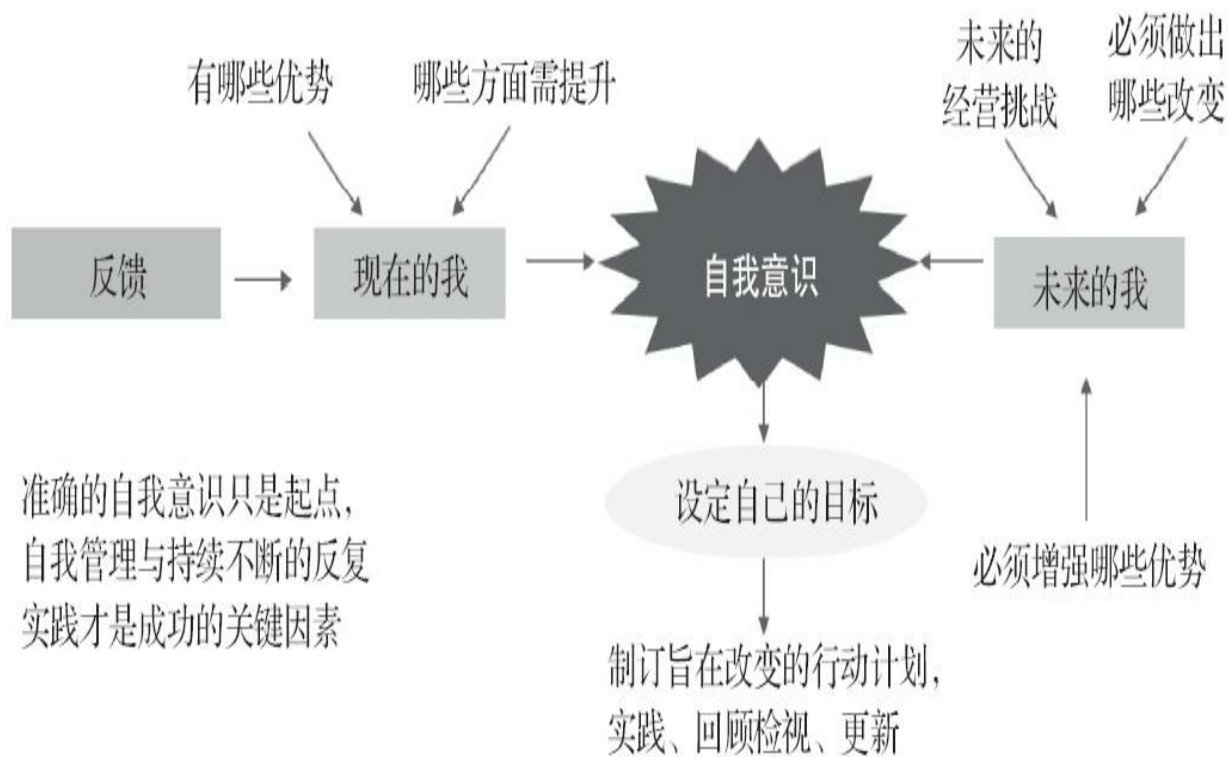 有哪些优势
哪些方面需提升
未来的
经营挑战
必须做出
哪些改变
反馈
现在的我
自我意识
未来的我
设定自己的目标
必须增强哪些优势
准确的自我意识只是起点，
自我管理与持续不断的反复
实践才是成功的关键因素
制订旨在改变的行动计划，
实践、回顾检视、更新